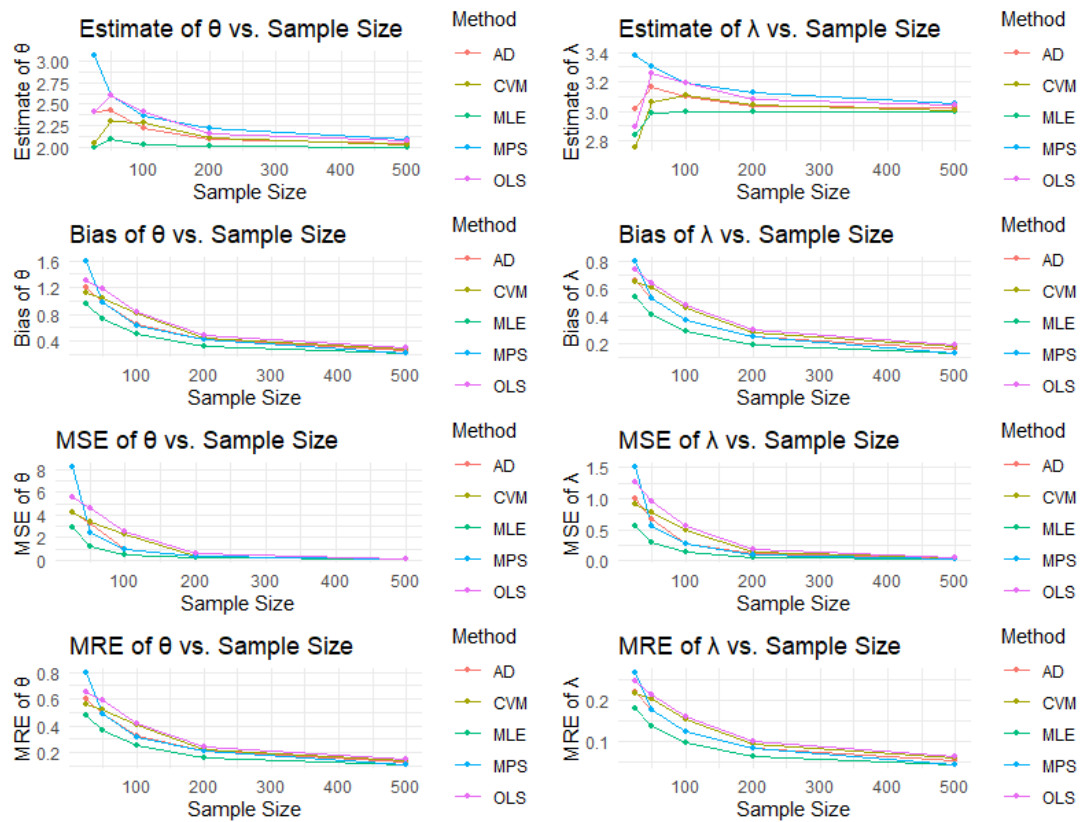 Estimate of θ vs. Sample Size
Estimate of θ
3.00
2.75
2.50
2.25
2.00
100 200 300 400 500
Sample Size
Method
AD
CVM
MLE
MPS
OLS
Estimate of λ vs. Sample Size
Estimate of λ
3.4
3.2
3.0
2.8
100 200 300 400 500
Sample Size
Method
AD
CVM
MLE
MPS
OLS
Bias of θ vs. Sample Size
Bias of θ
1.6
1.2
0.8
0.4
100 200 300 400 500
Sample Size
Method
AD
CVM
MLE
MPS
OLS
Bias of λ vs. Sample Size
Bias of λ
0.8
0.6
0.4
0.2
100 200 300 400 500
Sample Size
Method
AD
CVM
MLE
MPS
OLS
MSE of θ vs. Sample Size
MSE of θ
8
6
4
2
0
100 200 300 400 500
Sample Size
Method
AD
CVM
MLE
MPS
OLS
MSE of λ vs. Sample Size
MSE of λ
1.5
1.0
0.5
0.0
100 200 300 400 500
Sample Size
Method
AD
CVM
MLE
MPS
OLS
MRE of θ vs. Sample Size
MRE of θ
0.8
0.6
0.4
0.2
100 200 300 400 500
Sample Size
Method
AD
CVM
MLE
MPS
OLS
MRE of λ vs. Sample Size
MRE of λ
0.2
0.1
100 200 300 400 500
Sample Size
Method
AD
CVM
MLE
MPS
OLS